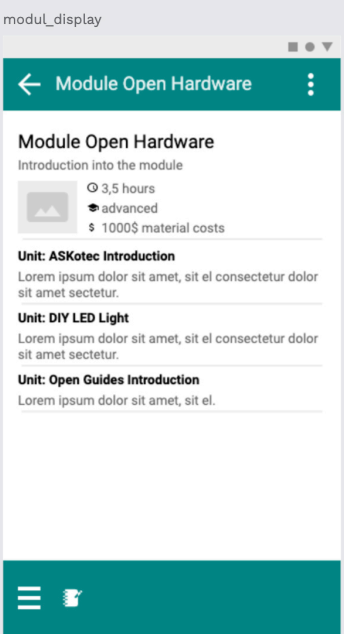 modul_display
Module Open Hardware
Module Open Hardware
Introduction into the module
3,5 hours
advanced
$ 1000$ material costs
Unit: ASKotec Introduction
Lorem ipsum dolor sit amet, sit el consectetur dolor
sit amet sectetur.
Unit: DIY LED Light
Lorem ipsum dolor sit amet, sit el consectetur dolor
sit amet sectetur.
Unit: Open Guides Introduction
Lorem ipsum dolor sit amet, sit el.